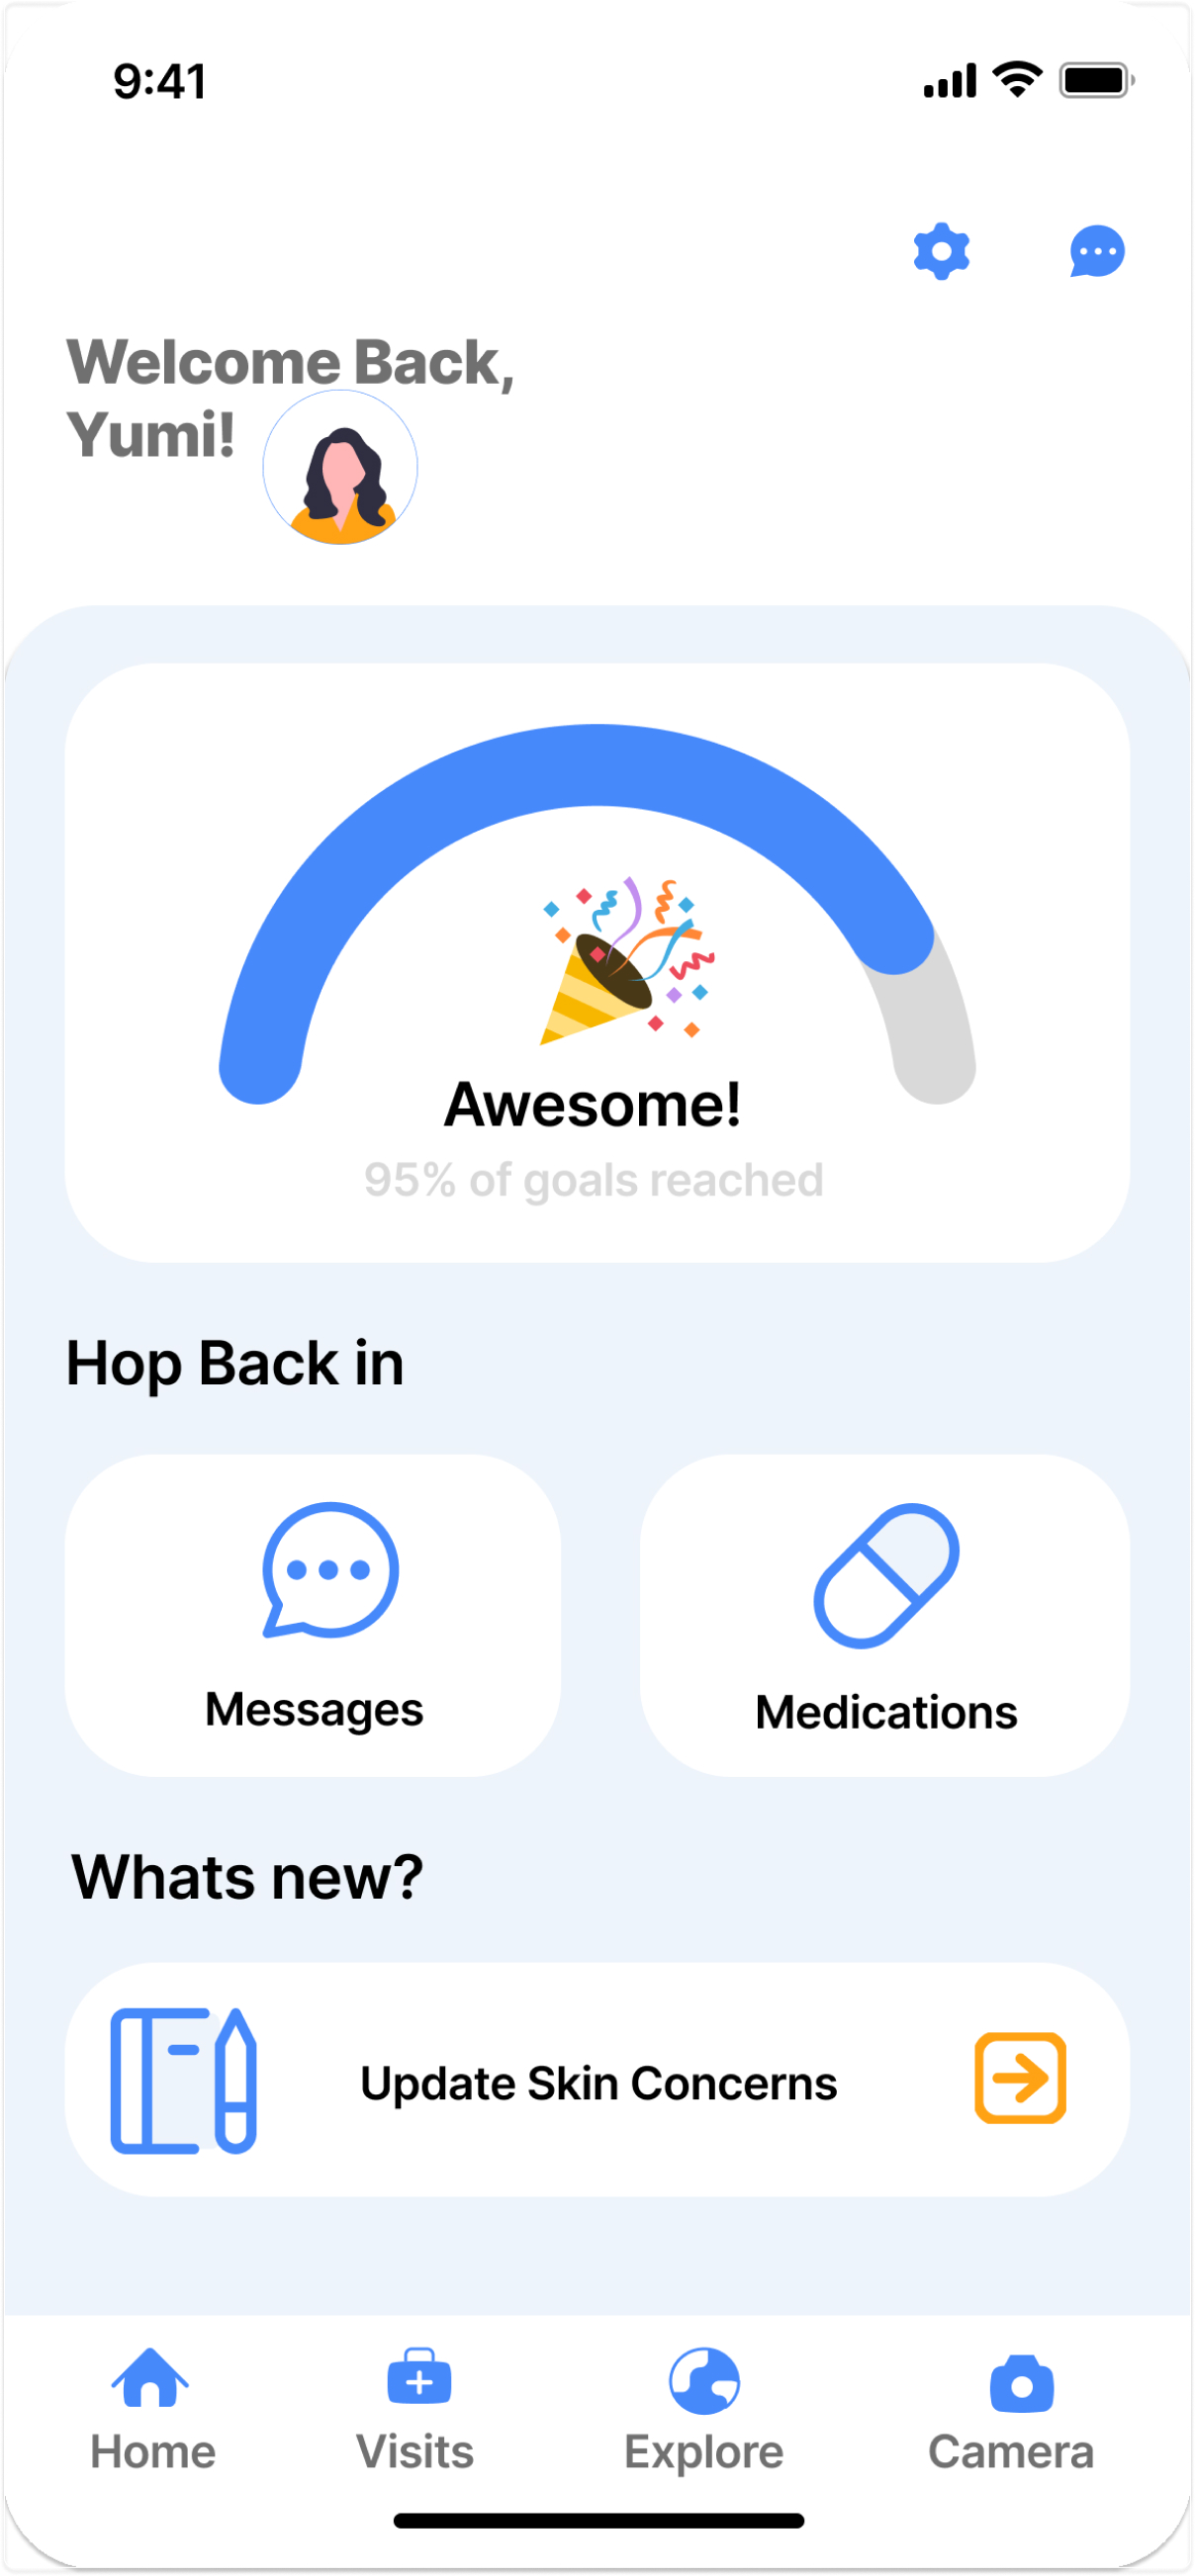 9:41
Welcome Back,
Yumi!
Awesome!
95% of goals reached
Hop Back in
Messages
Medications
Whats new?
Update Skin Concerns
Home
Visits
Explore
Camera